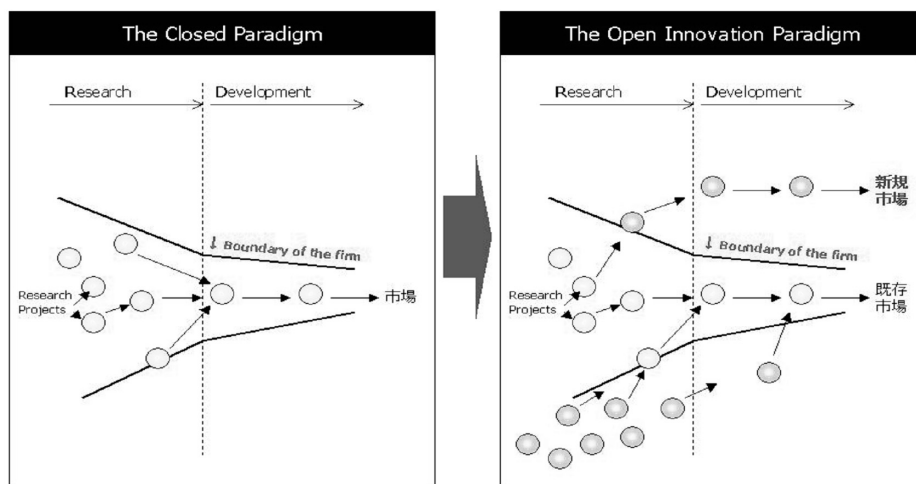 The Closed Paradigm
Research
Development
↓ Boundary of the firm
Research
Projects
市場
The Open Innovation Paradigm
Research
Development
新規
市場
↓ Boundary of the firm
Research
Projects
既存
市場